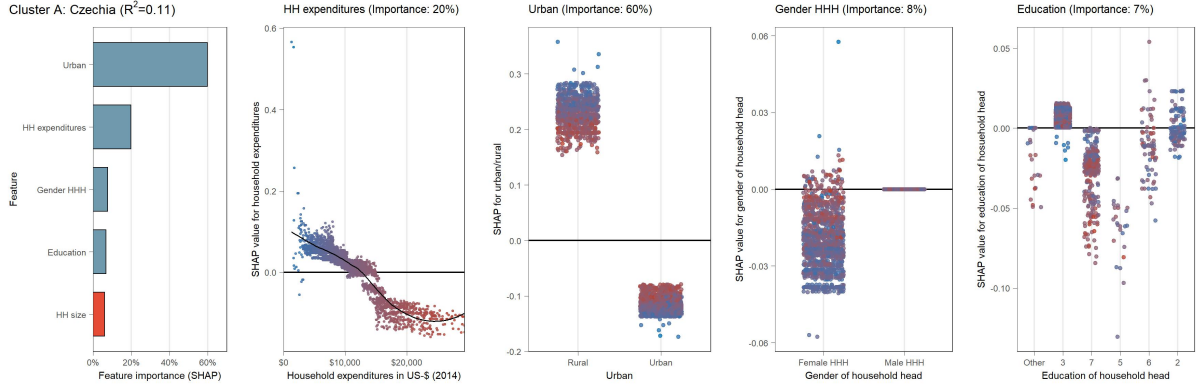 Cluster A: Czechia (R²=0.11)
Feature
Urban
HH expenditures
Gender HHH
Education
HH size
0%
20%
40%
60%
Feature importance (SHAP)
HH expenditures (Importance: 20%)
SHAP value for household expenditures
0.6
0.4
0.2
0.0
$0
$10,000
$20,000
Household expenditures in US-$ (2014)
Urban (Importance: 60%)
SHAP for urban/rural
0.3
0.2
0.1
0.0
-0.1
-0.2
Rural
Urban
Urban
Gender HHH (Importance: 8%)
SHAP value for gender of household head
0.06
0.03
0.00
-0.03
-0.06
Female HHH
Male HHH
Gender of household head
Education (Importance: 7%)
SHAP value for education of hosuehold head
0.05
0.00
-0.05
-0.10
Other
3
7
5
6
2
Education of household head